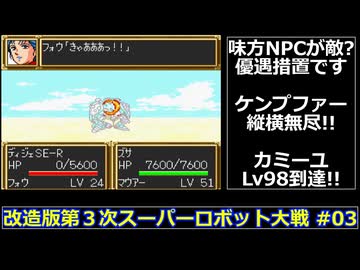 フォウ「きゃあああっ!!」
味方NPCが敵?
優遇措置です
ケンプファー
縦横無尽!!
カミーユ
Lv98到達!!
ディジェSE-R
HP 0/5600
フォウ LV 24
ズサ
HP 7600/7600
マウアー LV 51
改造版第3次スーパーロボット大戦 #03